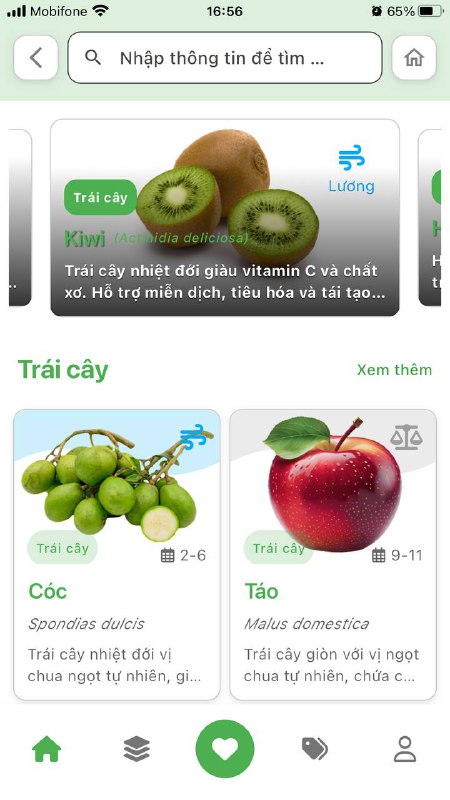 Mobifone 16:56 65%
Nhập thông tin để tìm ...
Lương
Trái cây
Kiwi (Actinidia deliciosa)
Trái cây nhiệt đới giàu vitamin C và chất
xơ. Hỗ trợ miễn dịch, tiêu hóa và tái tạo...
Trái cây Xem thêm
Trái cây 2-6
Cóc
Spondias dulcis
Trái cây nhiệt đới vị
chua ngọt tự nhiên, gi...
Trái cây 9-11
Táo
Malus domestica
Trái cây giòn với vị ngọt
chua tự nhiên, chứa c...